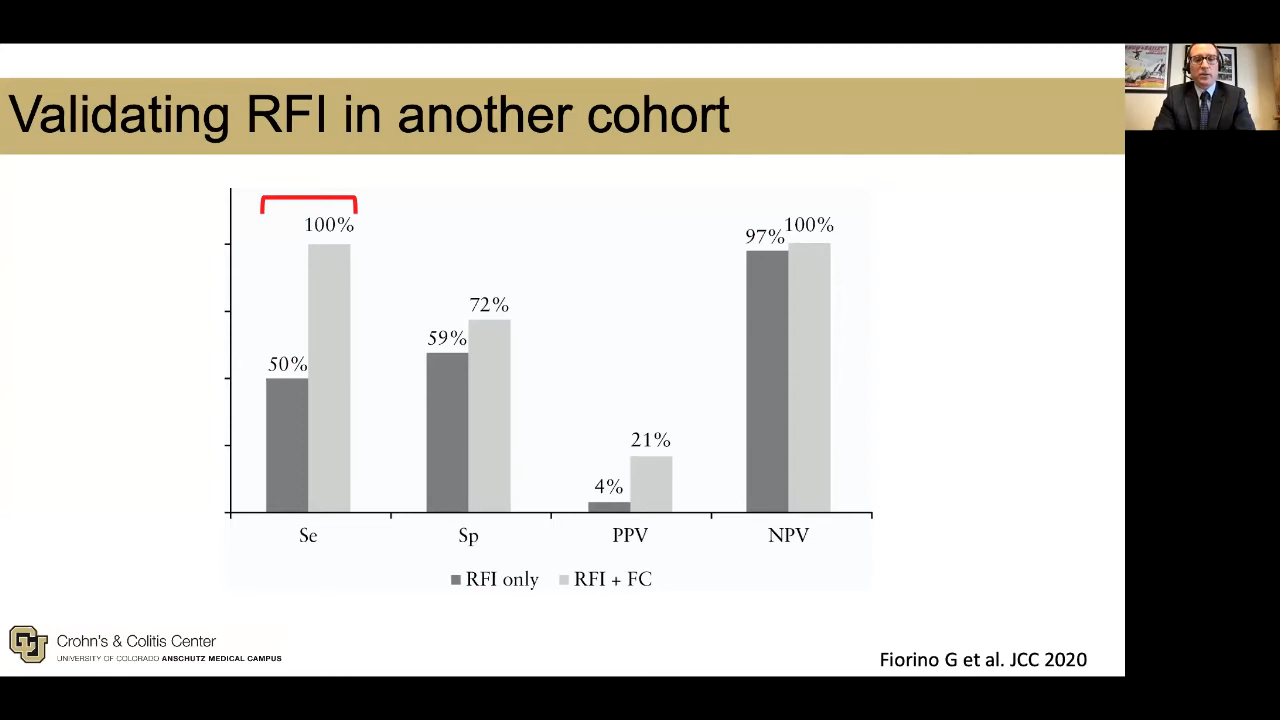 Validating RFI in another cohort
100%
50%
59%
72%
4%
21%
97%
100%
Se
Sp
PPV
NPV
RFI only
RFI + FC
Crohn's & Colitis Center
UNIVERSITY OF COLORADO ANSCHUTZ MEDICAL CAMPUS
Fiorino G et al. JCC 2020